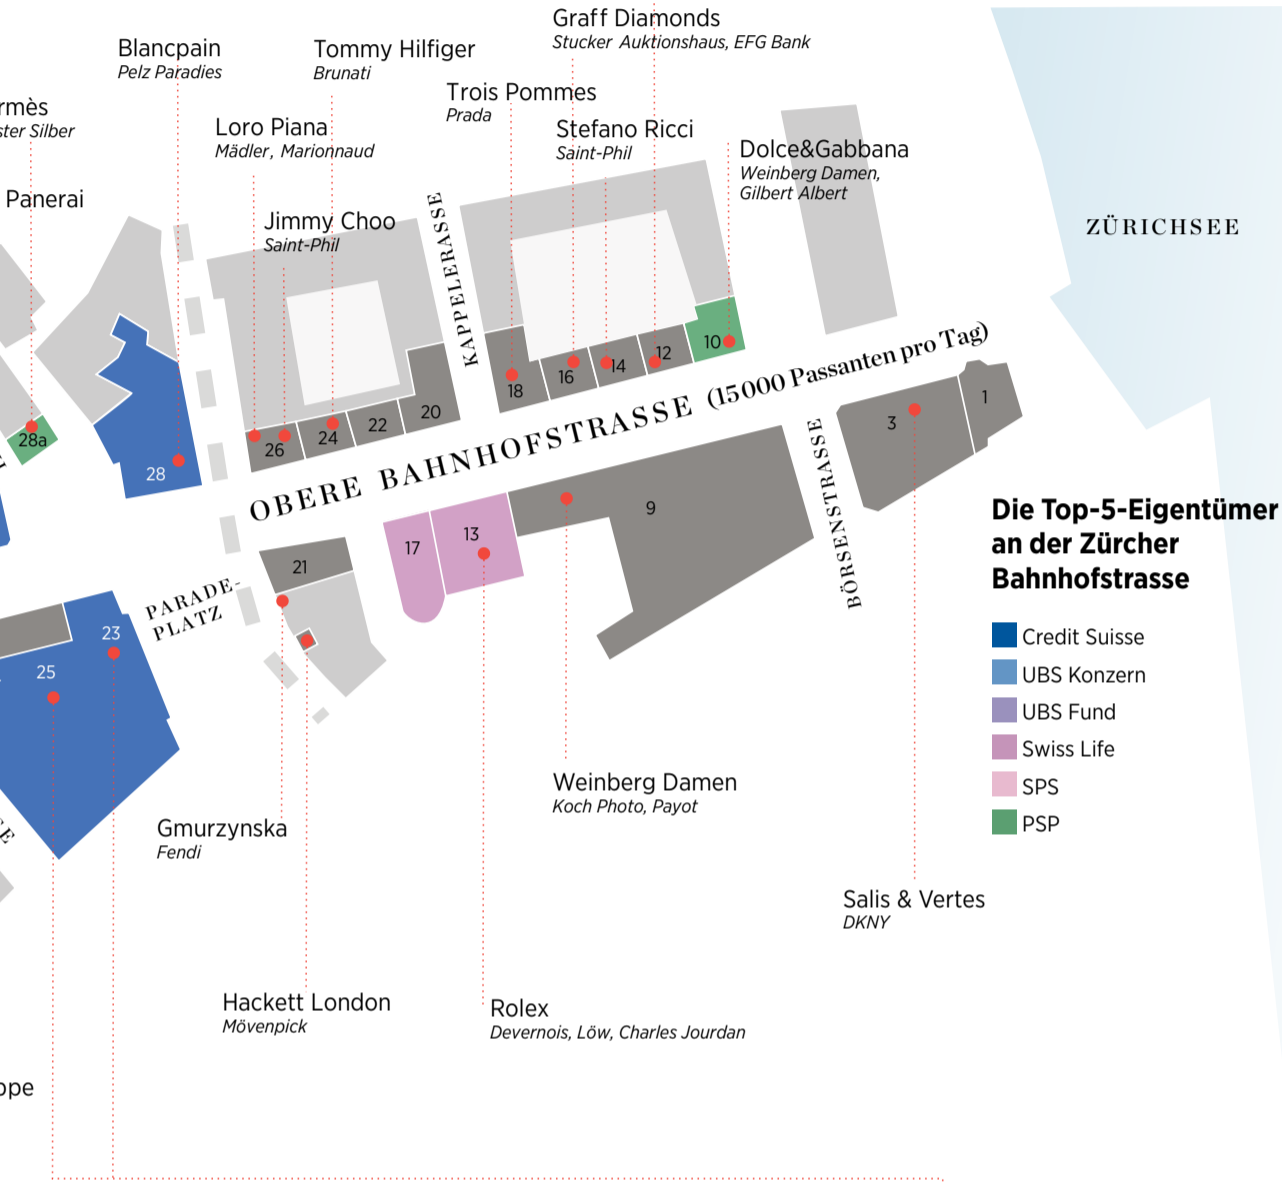 Graff Diamonds
Stucker Auktionshaus, EFG Bank
Blancpain
Pelz Paradies
Tommy Hilfiger
Brunati
Trois Pommes
Prada
rmès
ster Silber
Loro Piana
Mädler, Marionnaud
Stefano Ricci
Saint-Phil
Dolce&Gabbana
Weinberg Damen,
Gilbert Albert
Panerai
Jimmy Choo
Saint-Phil
KAPPELERASSE
ZÜRICHSEE
28a
28
26
24
22
20
18
16
14
12
10
OBERE BAHNHOFSTRASSE (15000 Passanten pro Tag)
3
1
9
13
17
21
PARADE-
PLATZ
23
25
BÖRSENSTRASSE
Die Top-5-Eigentümer
an der Zürcher
Bahnhofstrasse
Credit Suisse
UBS Konzern
UBS Fund
Swiss Life
SPS
PSP
SE
Weinberg Damen
Koch Photo, Payot
Gmurzynska
Fendi
Salis & Vertes
DKNY
Hackett London
Mövenpick
Rolex
Devernois, Löw, Charles Jourdan
ppe